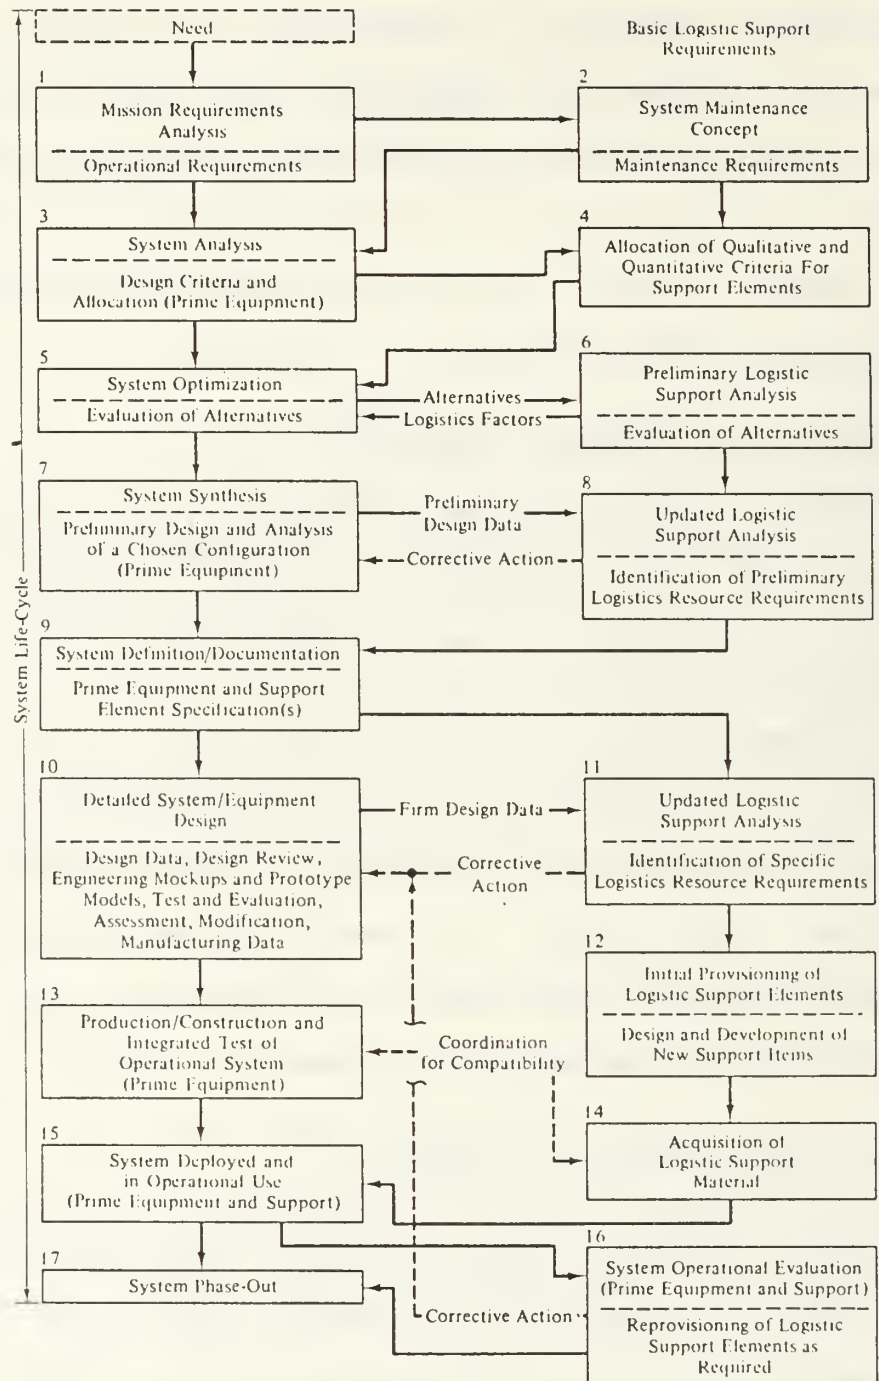 Need
Basic Logistic Support
Requirements
1
Mission Requirements
Analysis
Operational Requirements
2
System Maintenance
Concept
Maintenance Requirements
3
System Analysis
Design Criteria and
Allocation (Prime Equipment)
4
Allocation of Qualitative and
Quantitative Criteria For
Support Elements
5
System Optimization
Evaluation of Alternatives
Alternatives
Logistics Factors
6
Preliminary Logistic
Support Analysis
Evaluation of Alternatives
7
System Synthesis
Preliminary Design and Analysis
of a Chosen Configuration
(Prime Equipment)
Preliminary
Design Data
Corrective Action
8
Updated Logistic
Support Analysis
Identification of Preliminary
Logistics Resource Requirements
System Life-Cycle
9
System Definition/Documentation
Prime Equipment and Support
Element Specification(s)
10
Detailed System/Equipment
Design
Design Data, Design Review,
Engineering Mockups and Prototype
Models, Test and Evaluation,
Assessment, Modification,
Manufacturing Data
Firm Design Data
Corrective
Action
11
Updated Logistic
Support Analysis
Identification of Specific
Logistics Resource Requirements
12
Initial Provisioning of
Logistic Support Elements
Design and Development of
New Support Items
13
Production/Construction and
Integrated Test of
Operational System
(Prime Equipment)
Coordination
for Compatibility
14
Acquisition of
Logistic Support
Material
15
System Deployed and
in Operational Use
(Prime Equipment and Support)
16
System Operational Evaluation
(Prime Equipment and Support)
Reprovisioning of Logistic
Support Elements as
Required
17
System Phase-Out
Corrective Action